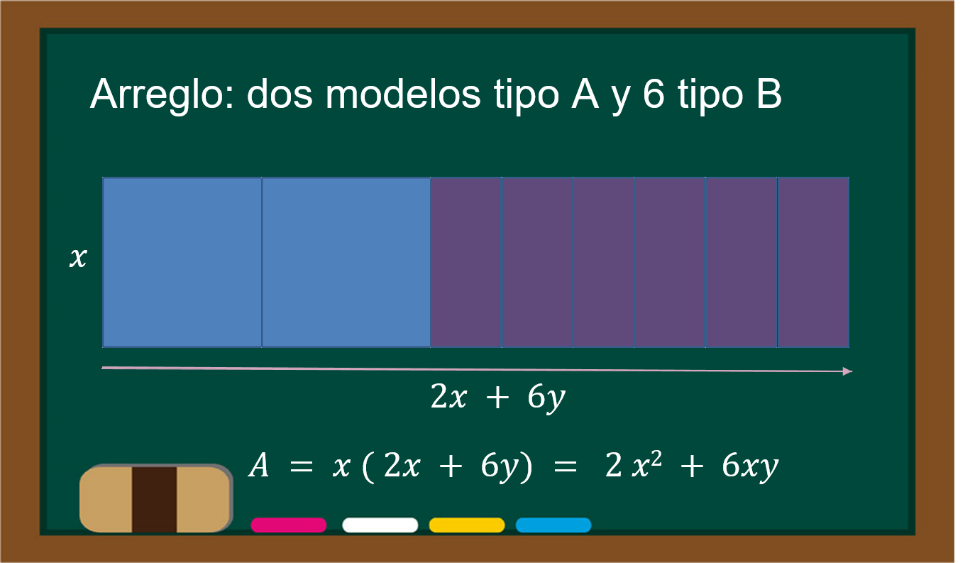 Arreglo: dos modelos tipo A y 6 tipo B
x
2x + 6y
A = x ( 2x + 6y) = 2 x² + 6xy